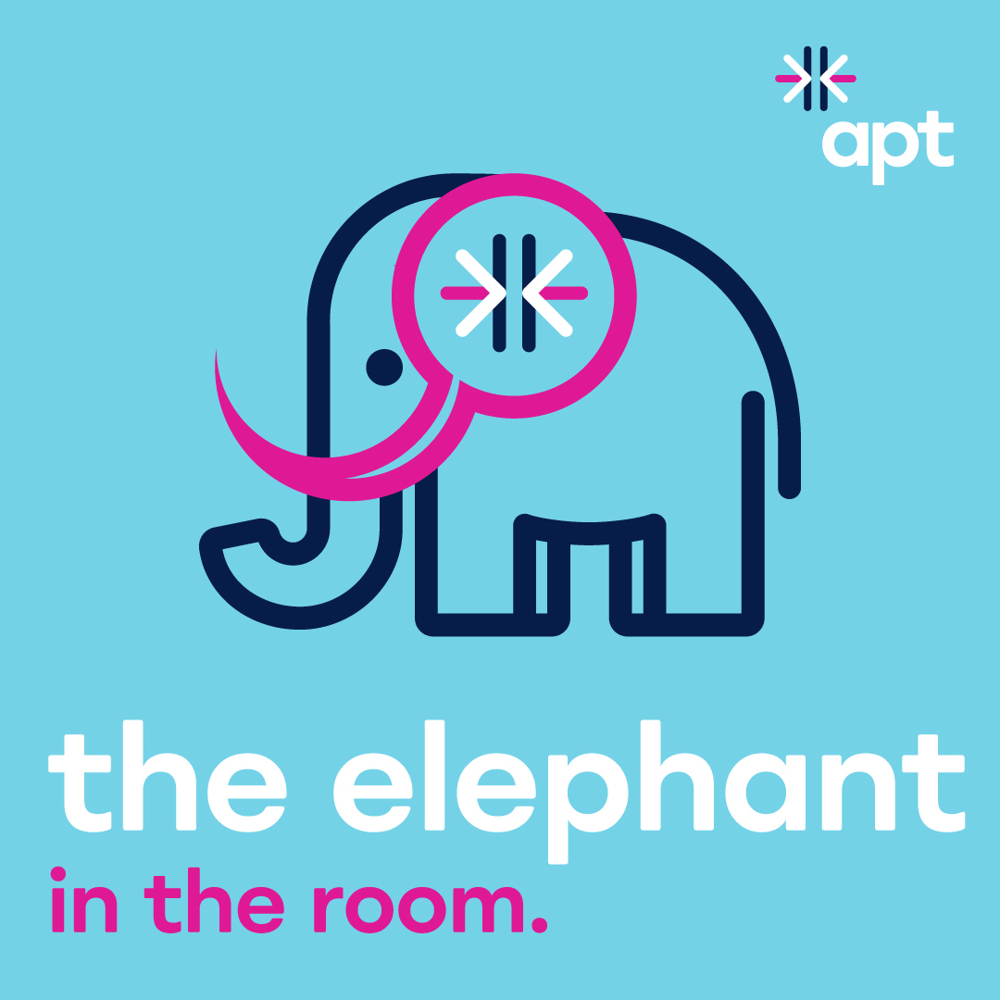 apt
the elephant
in the room.